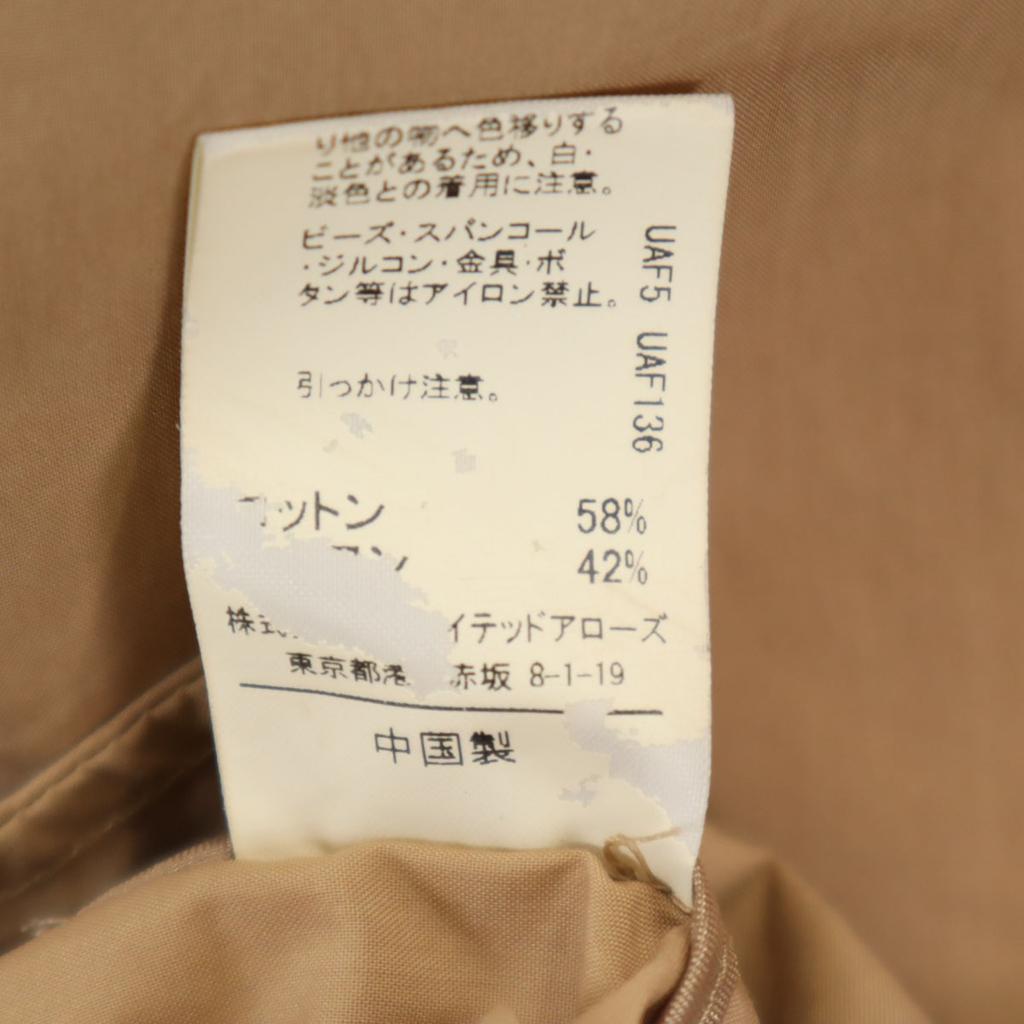 り他の物へ色移りする
ことがあるため、白・
淡色との着用に注意。
ビーズ・スパンコール
・ジルコン・金具・ボ
タン等はアイロン禁止。
引っかけ注意。
UAF5 UAF136
ットン 58%
42%
株式 イテッドアローズ
東京都港 赤坂 8-1-19
中国製